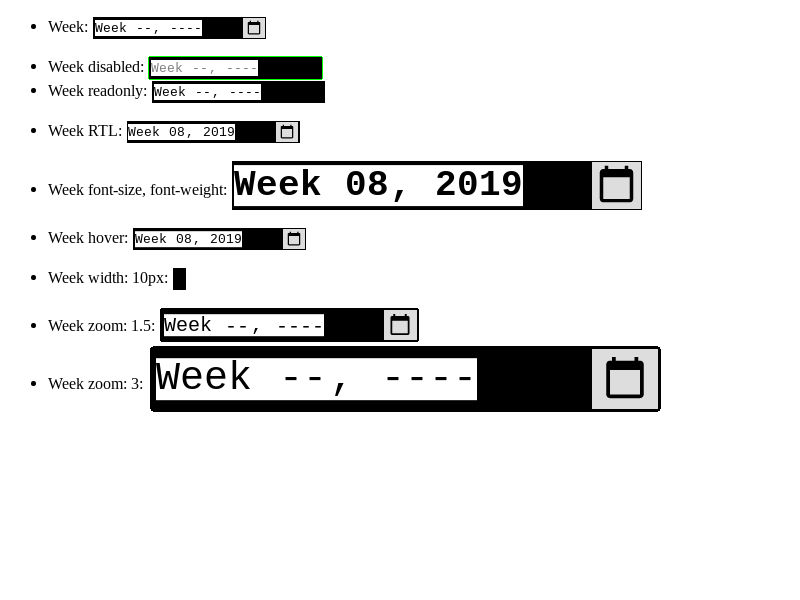 Week: Week --, ----
Week disabled: Week --, ----
Week readonly: Week --, ----
Week RTL: Week 08, 2019
Week font-size, font-weight: Week 08, 2019
Week hover: Week 08, 2019
Week width: 10px:
Week zoom: 1.5: Week --, ----
Week zoom: 3: Week --, ----